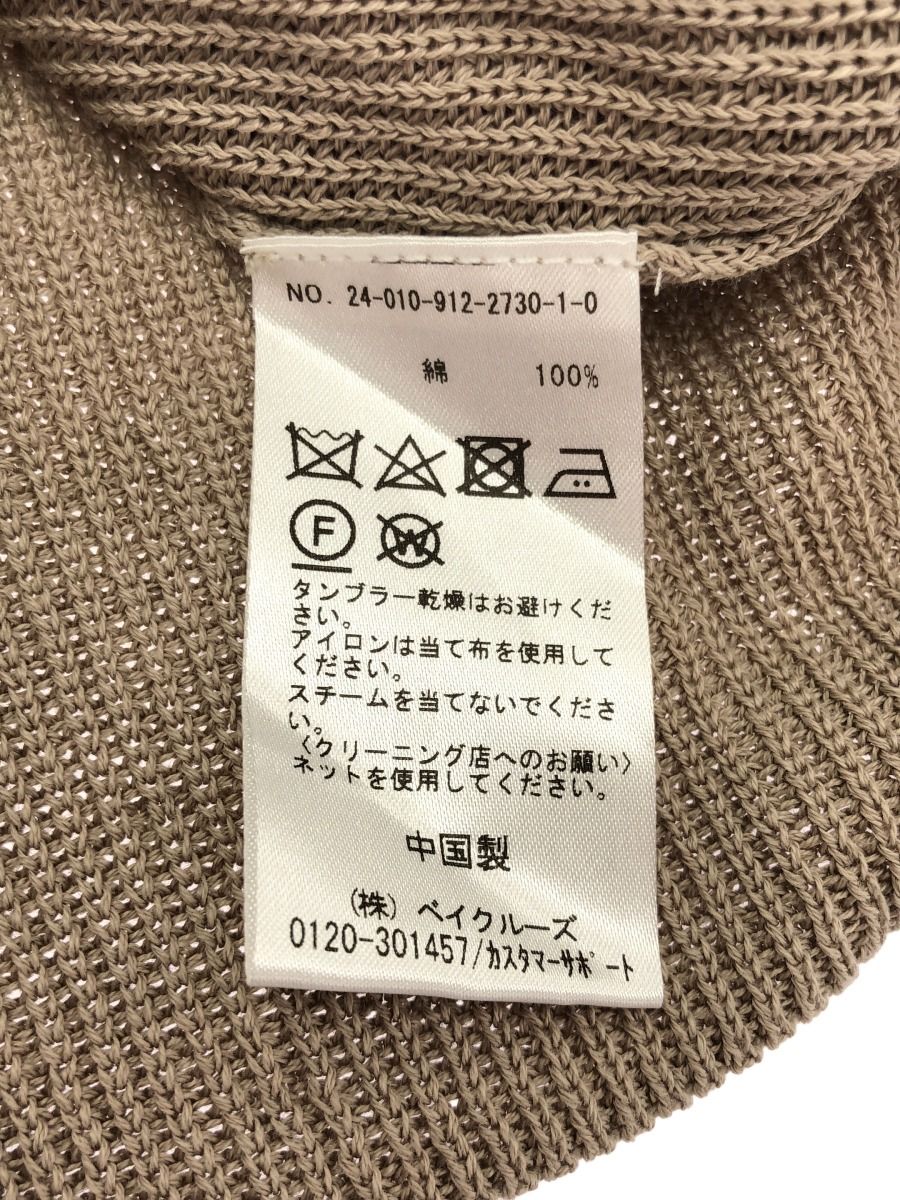 NO. 24-010-912-2730-1-0
綿 100%
F W
タンブラー乾燥はお避けくだ
さい。
アイロンは当て布を使用して
ください。
スチームを当てないでくださ
い。
〈クリーニング店へのお願い〉
ネットを使用してください。
中国製
(株) ベイクルーズ
0120-301457/カスタマーサポート